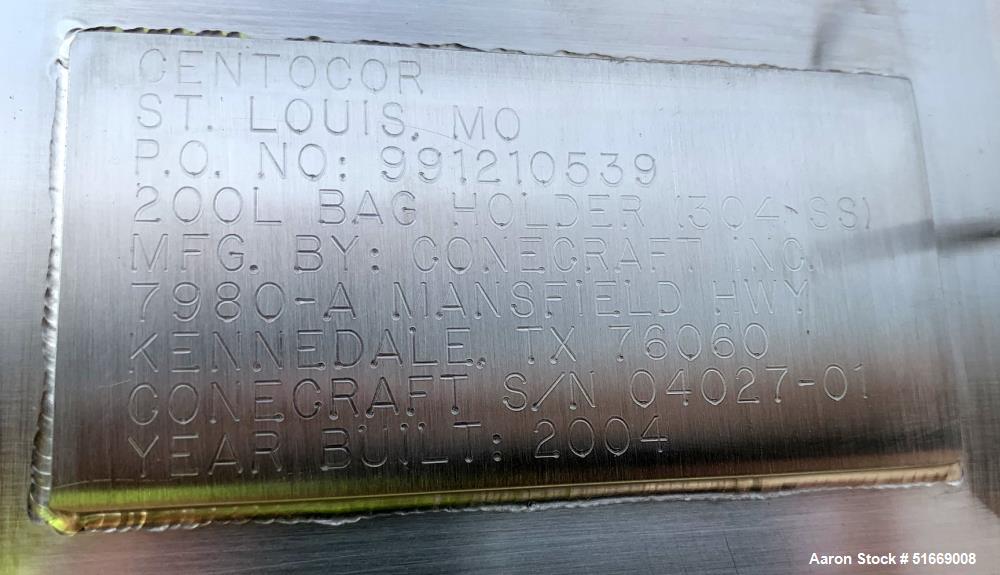 CENTOCOR
ST. LOUIS, MO
P.O. NO: 991210539
200L BAG HOLDER (304-SS)
MFG. BY: CONECRAFT INC.
7980-A MANSFIELD HWY
KENNEDALE, TX 76060
CONECRAFT S/N 04027-01
YEAR BUILT: 2004
Aaron Stock # 51669008